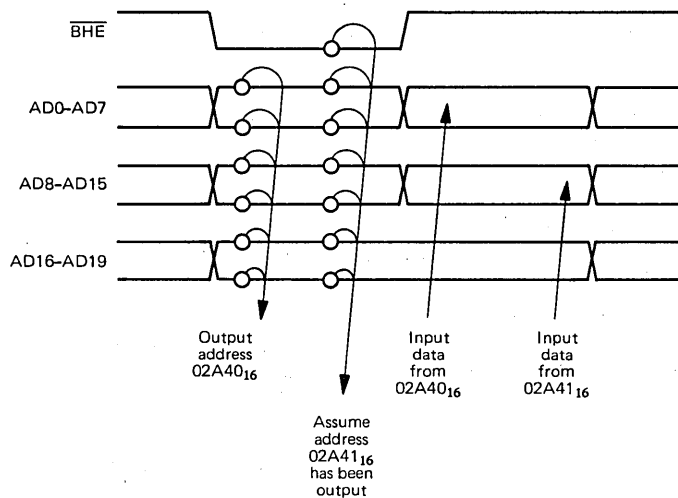 BHE
AD0-AD7
AD8-AD15
AD16-AD19
Output
address
02A40₁₆
Assume
address
02A41₁₆
has been
output
Input
data
from
02A40₁₆
Input
data
from
02A41₁₆